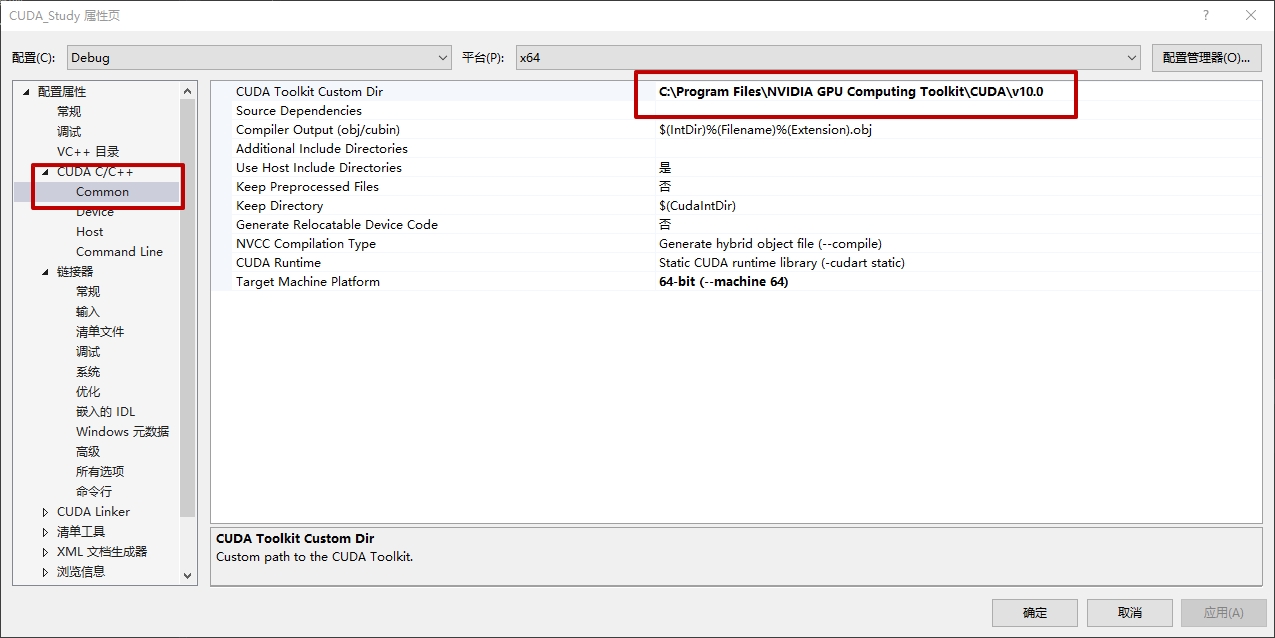 CUDA_Study 属性页
配置(C): Debug 平台(P): x64 配置管理器(O)...
配置属性
常规
调试
VC++ 目录
CUDA C/C++
Common
Device
Host
Command Line
链接器
常规
输入
清单文件
调试
系统
优化
嵌入的 IDL
Windows 元数据
高级
所有选项
命令行
CUDA Linker
清单工具
XML 文档生成器
浏览信息
CUDA Toolkit Custom Dir C:\Program Files\NVIDIA GPU Computing Toolkit\CUDA\v10.0
Source Dependencies
Compiler Output (obj/cubin) $(IntDir)%(Filename)%(Extension).obj
Additional Include Directories
Use Host Include Directories 是
Keep Preprocessed Files 否
Keep Directory $(CudaIntDir)
Generate Relocatable Device Code 否
NVCC Compilation Type Generate hybrid object file (--compile)
CUDA Runtime Static CUDA runtime library (-cudart static)
Target Machine Platform 64-bit (--machine 64)
CUDA Toolkit Custom Dir
Custom path to the CUDA Toolkit.
确定 取消 应用(A)